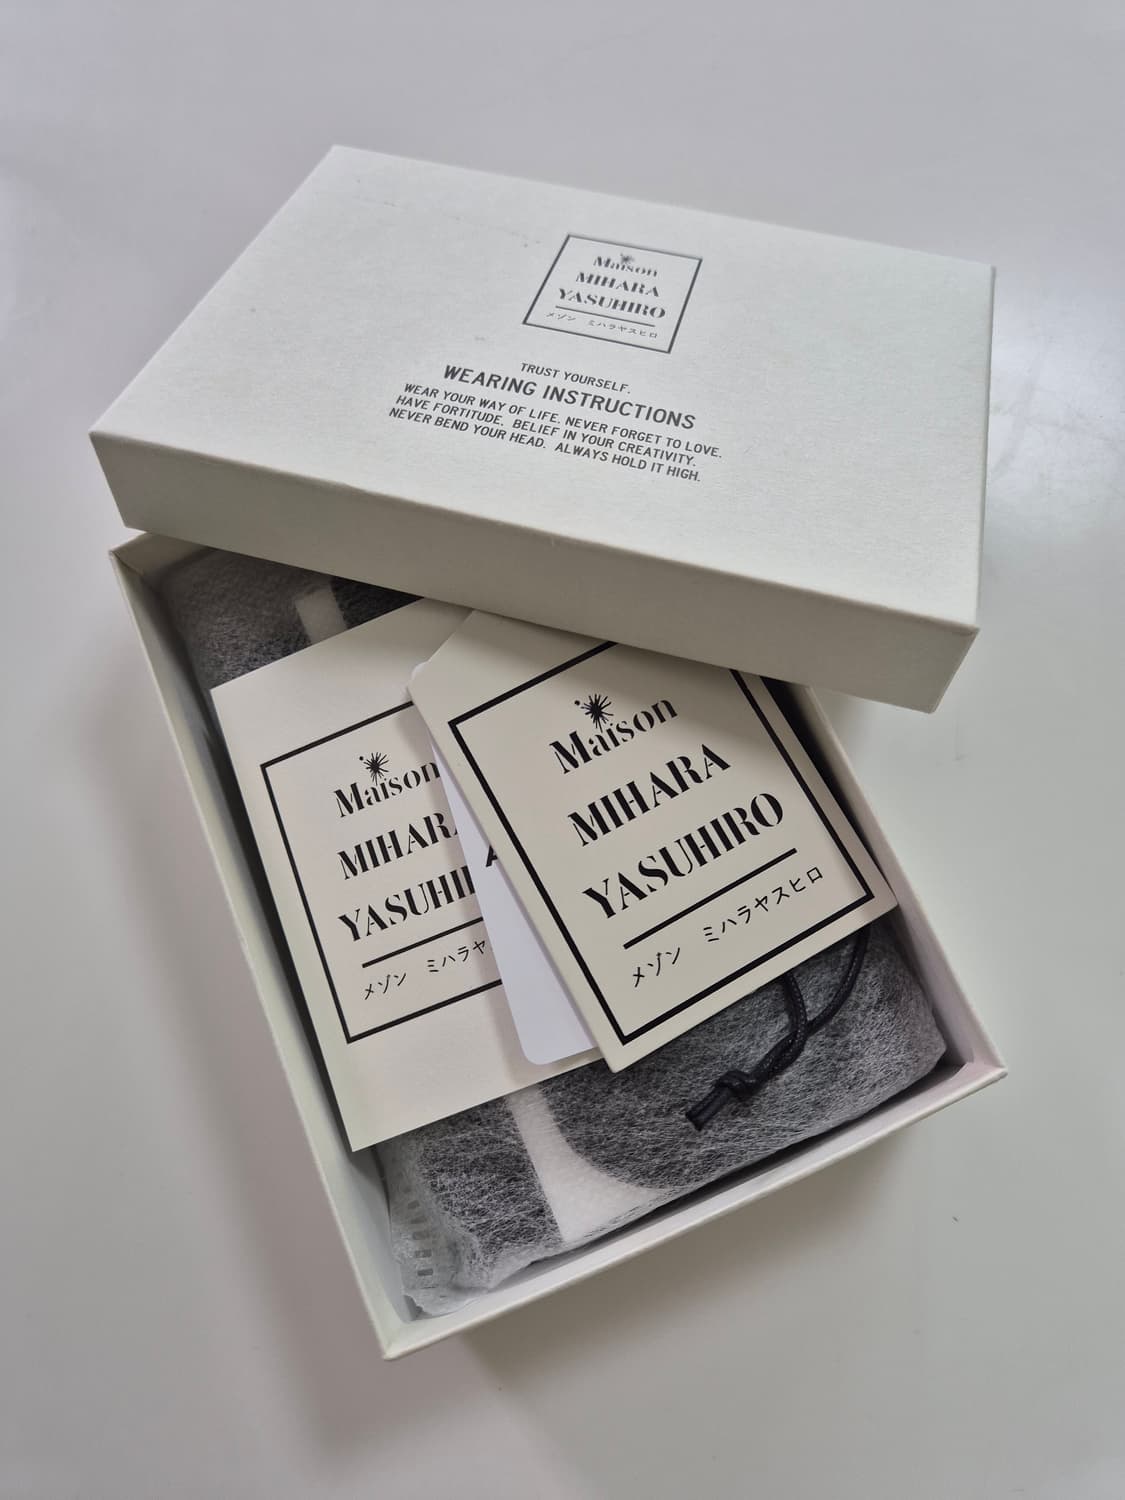 Maison
MIHARA
YASUHIRO
メゾン ミハラヤスヒロ
TRUST YOURSELF.
WEARING INSTRUCTIONS
WEAR YOUR WAY OF LIFE. NEVER FORGET TO LOVE.
HAVE FORTITUDE. BELIEF IN YOUR CREATIVITY.
NEVER BEND YOUR HEAD. ALWAYS HOLD IT HIGH.
Maison
MIHARA
YASUHI
メゾン ミハラヤ
Maison
MIHARA
YASUHIRO
メゾン ミハラヤスヒロ